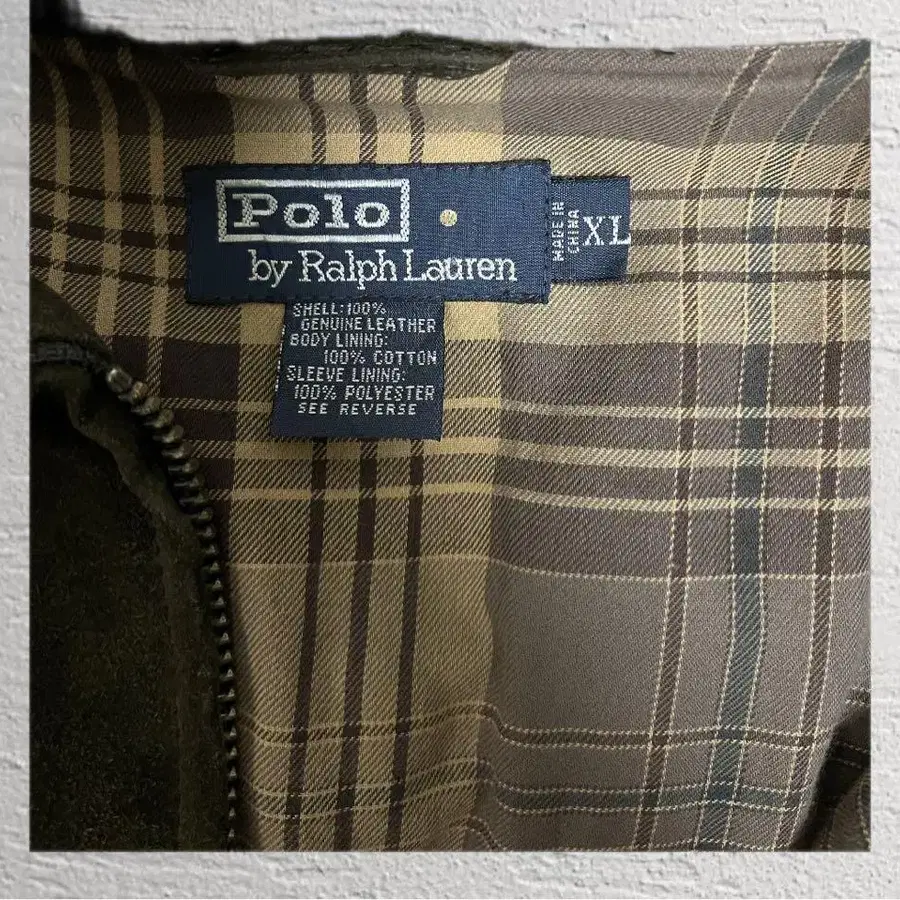 Polo
by Ralph Lauren
MADE IN
CHINA
XL
SHELL:100%
GENUINE LEATHER
BODY LINING:
100% COTTON
SLEEVE LINING:
100% POLYESTER
SEE REVERSE